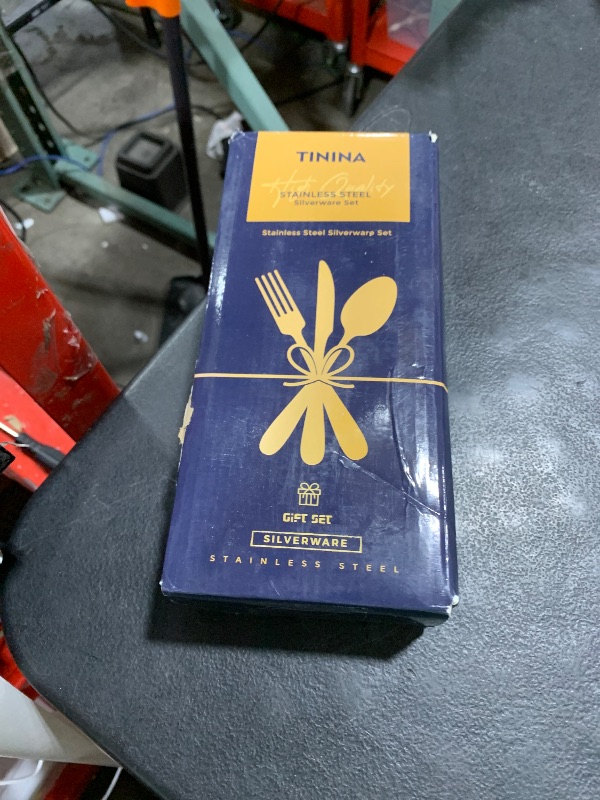 TININA
High Quality
STAINLESS STEEL
Silverware Set
Stainless Steel Silverware Set
GIFT SET
SILVERWARE
STAINLESS STEEL